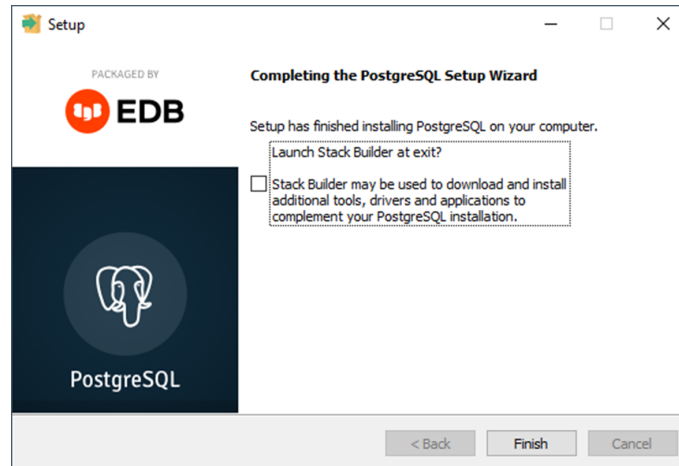 Setup
PACKAGED BY
EDB
Completing the PostgreSQL Setup Wizard
Setup has finished installing PostgreSQL on your computer.
Launch Stack Builder at exit?
Stack Builder may be used to download and install
additional tools, drivers and applications to
complement your PostgreSQL installation.
PostgreSQL
< Back
Finish
Cancel